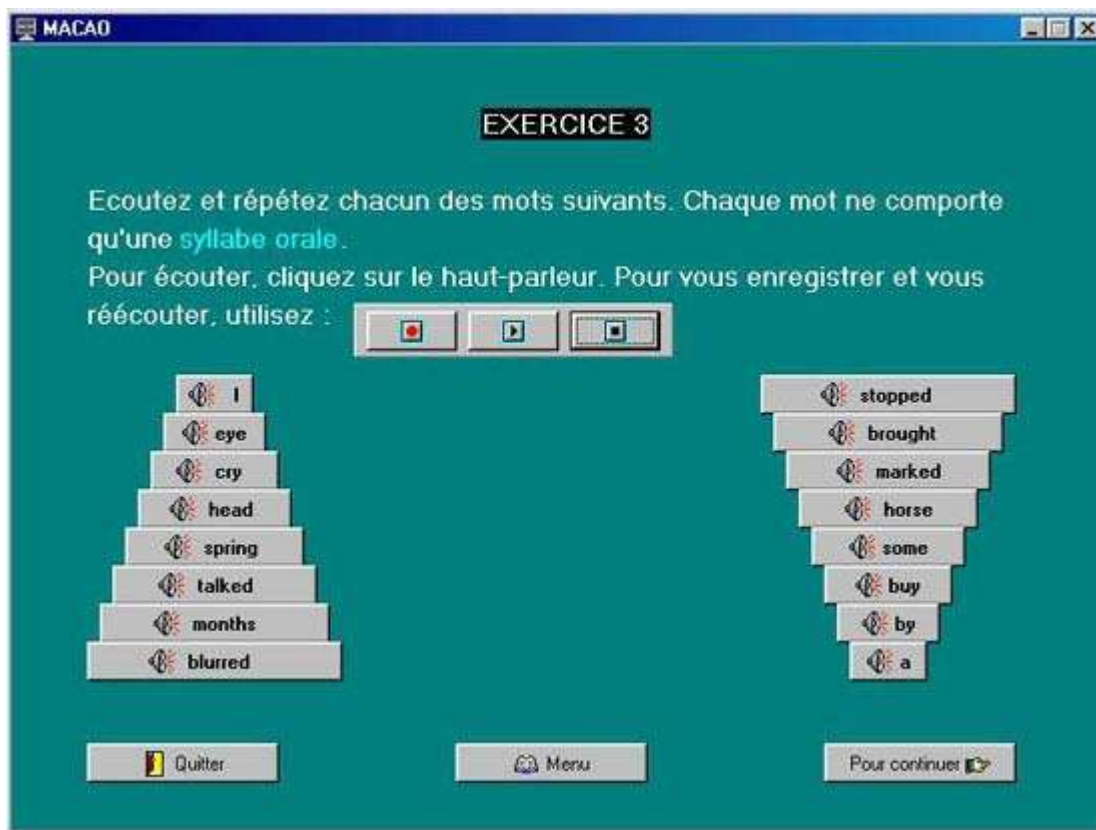 MACAO
EXERCICE 3
Ecoutez et répétez chacun des mots suivants. Chaque mot ne comporte
qu'une syllabe orale.
Pour écouter, cliquez sur le haut-parleur. Pour vous enregistrer et vous
réécouter, utilisez :
I
eye
cry
head
spring
talked
months
blurred
stopped
brought
marked
horse
some
buy
by
a
Quitter
Menu
Pour continuer